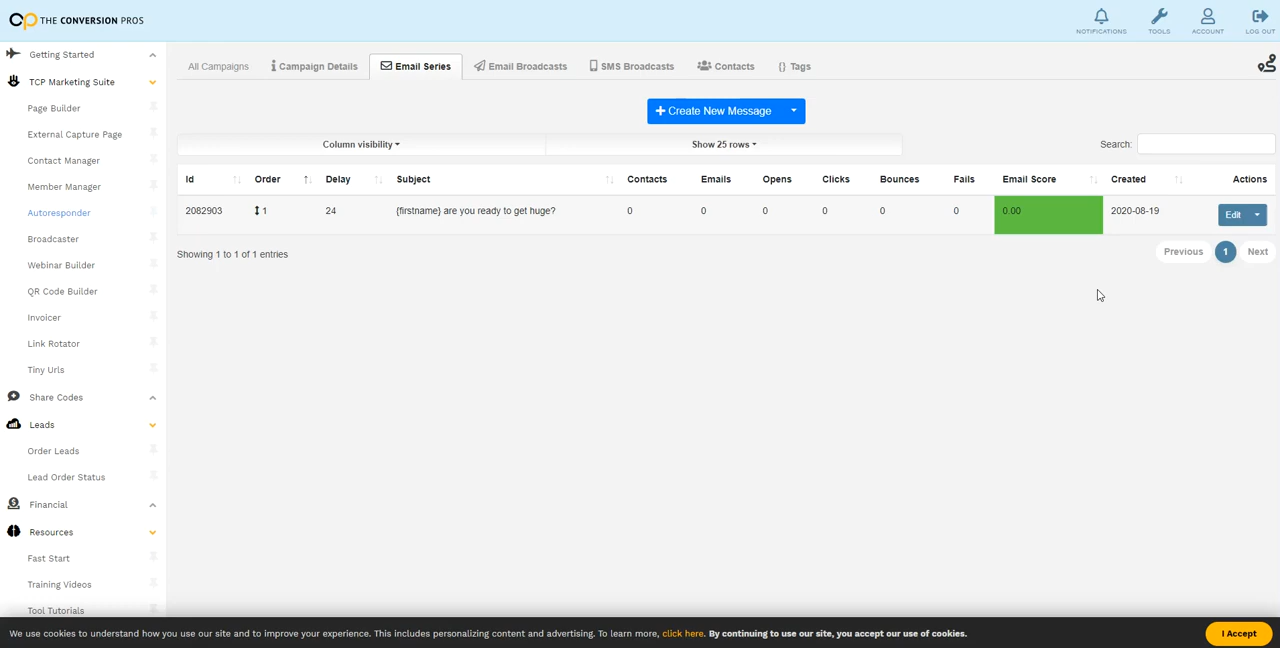 THE CONVERSION PROS
NOTIFICATIONS TOOLS ACCOUNT LOG OUT
Getting Started
TCP Marketing Suite
Page Builder
External Capture Page
Contact Manager
Member Manager
Autoresponder
Broadcaster
Webinar Builder
QR Code Builder
Invoicer
Link Rotator
Tiny Urls
Share Codes
Leads
Order Leads
Lead Order Status
Financial
Resources
Fast Start
Training Videos
Tool Tutorials
All Campaigns Campaign Details Email Series Email Broadcasts SMS Broadcasts Contacts {} Tags
+ Create New Message
Column visibility Show 25 rows Search:
Id Order Delay Subject Contacts Emails Opens Clicks Bounces Fails Email Score Created Actions
2082903 1 24 {firstname} are you ready to get huge? 0 0 0 0 0 0 0.00 2020-08-19 Edit
Showing 1 to 1 of 1 entries Previous 1 Next
We use cookies to understand how you use our site and to improve your experience. This includes personalizing content and advertising. To learn more, click here. By continuing to use our site, you accept our use of cookies. I Accept